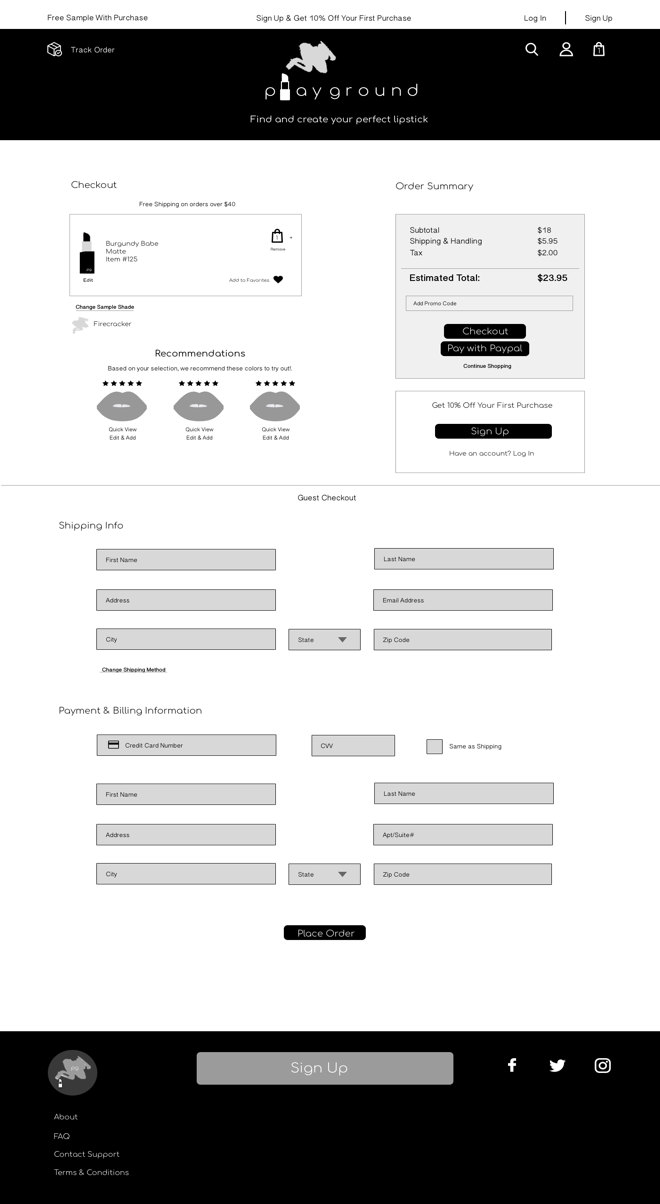 Free Sample With Purchase
Sign Up & Get 10% Off Your First Purchase
Log In
Sign Up
Track Order
1
playground
Find and create your perfect lipstick
Checkout
Free Shipping on orders over $40
Burgundy Babe
Matte
Item #125
Edit
1
Remove
Add to Favorites
Change Sample Shade
Firecracker
Recommendations
Based on your selection, we recommend these colors to try out!.
Quick View
Edit & Add
Quick View
Edit & Add
Quick View
Edit & Add
Order Summary
Subtotal $18
Shipping & Handling $5.95
Tax $2.00
Estimated Total: $23.95
Add Promo Code
Checkout
Pay with Paypal
Continue Shopping
Get 10% Off Your First Purchase
Sign Up
Have an account? Log In
Guest Checkout
Shipping Info
First Name
Last Name
Address
Email Address
City
State
Zip Code
Change Shipping Method
Payment & Billing Information
Credit Card Number
CVV
Same as Shipping
First Name
Last Name
Address
Apt/Suite#
City
State
Zip Code
Place Order
PG
Sign Up
About
FAQ
Contact Support
Terms & Conditions